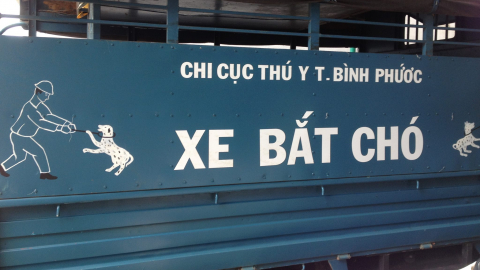 CHI CỤC THÚ Y T. BÌNH PHƯỚC
XE BẮT CHÓ